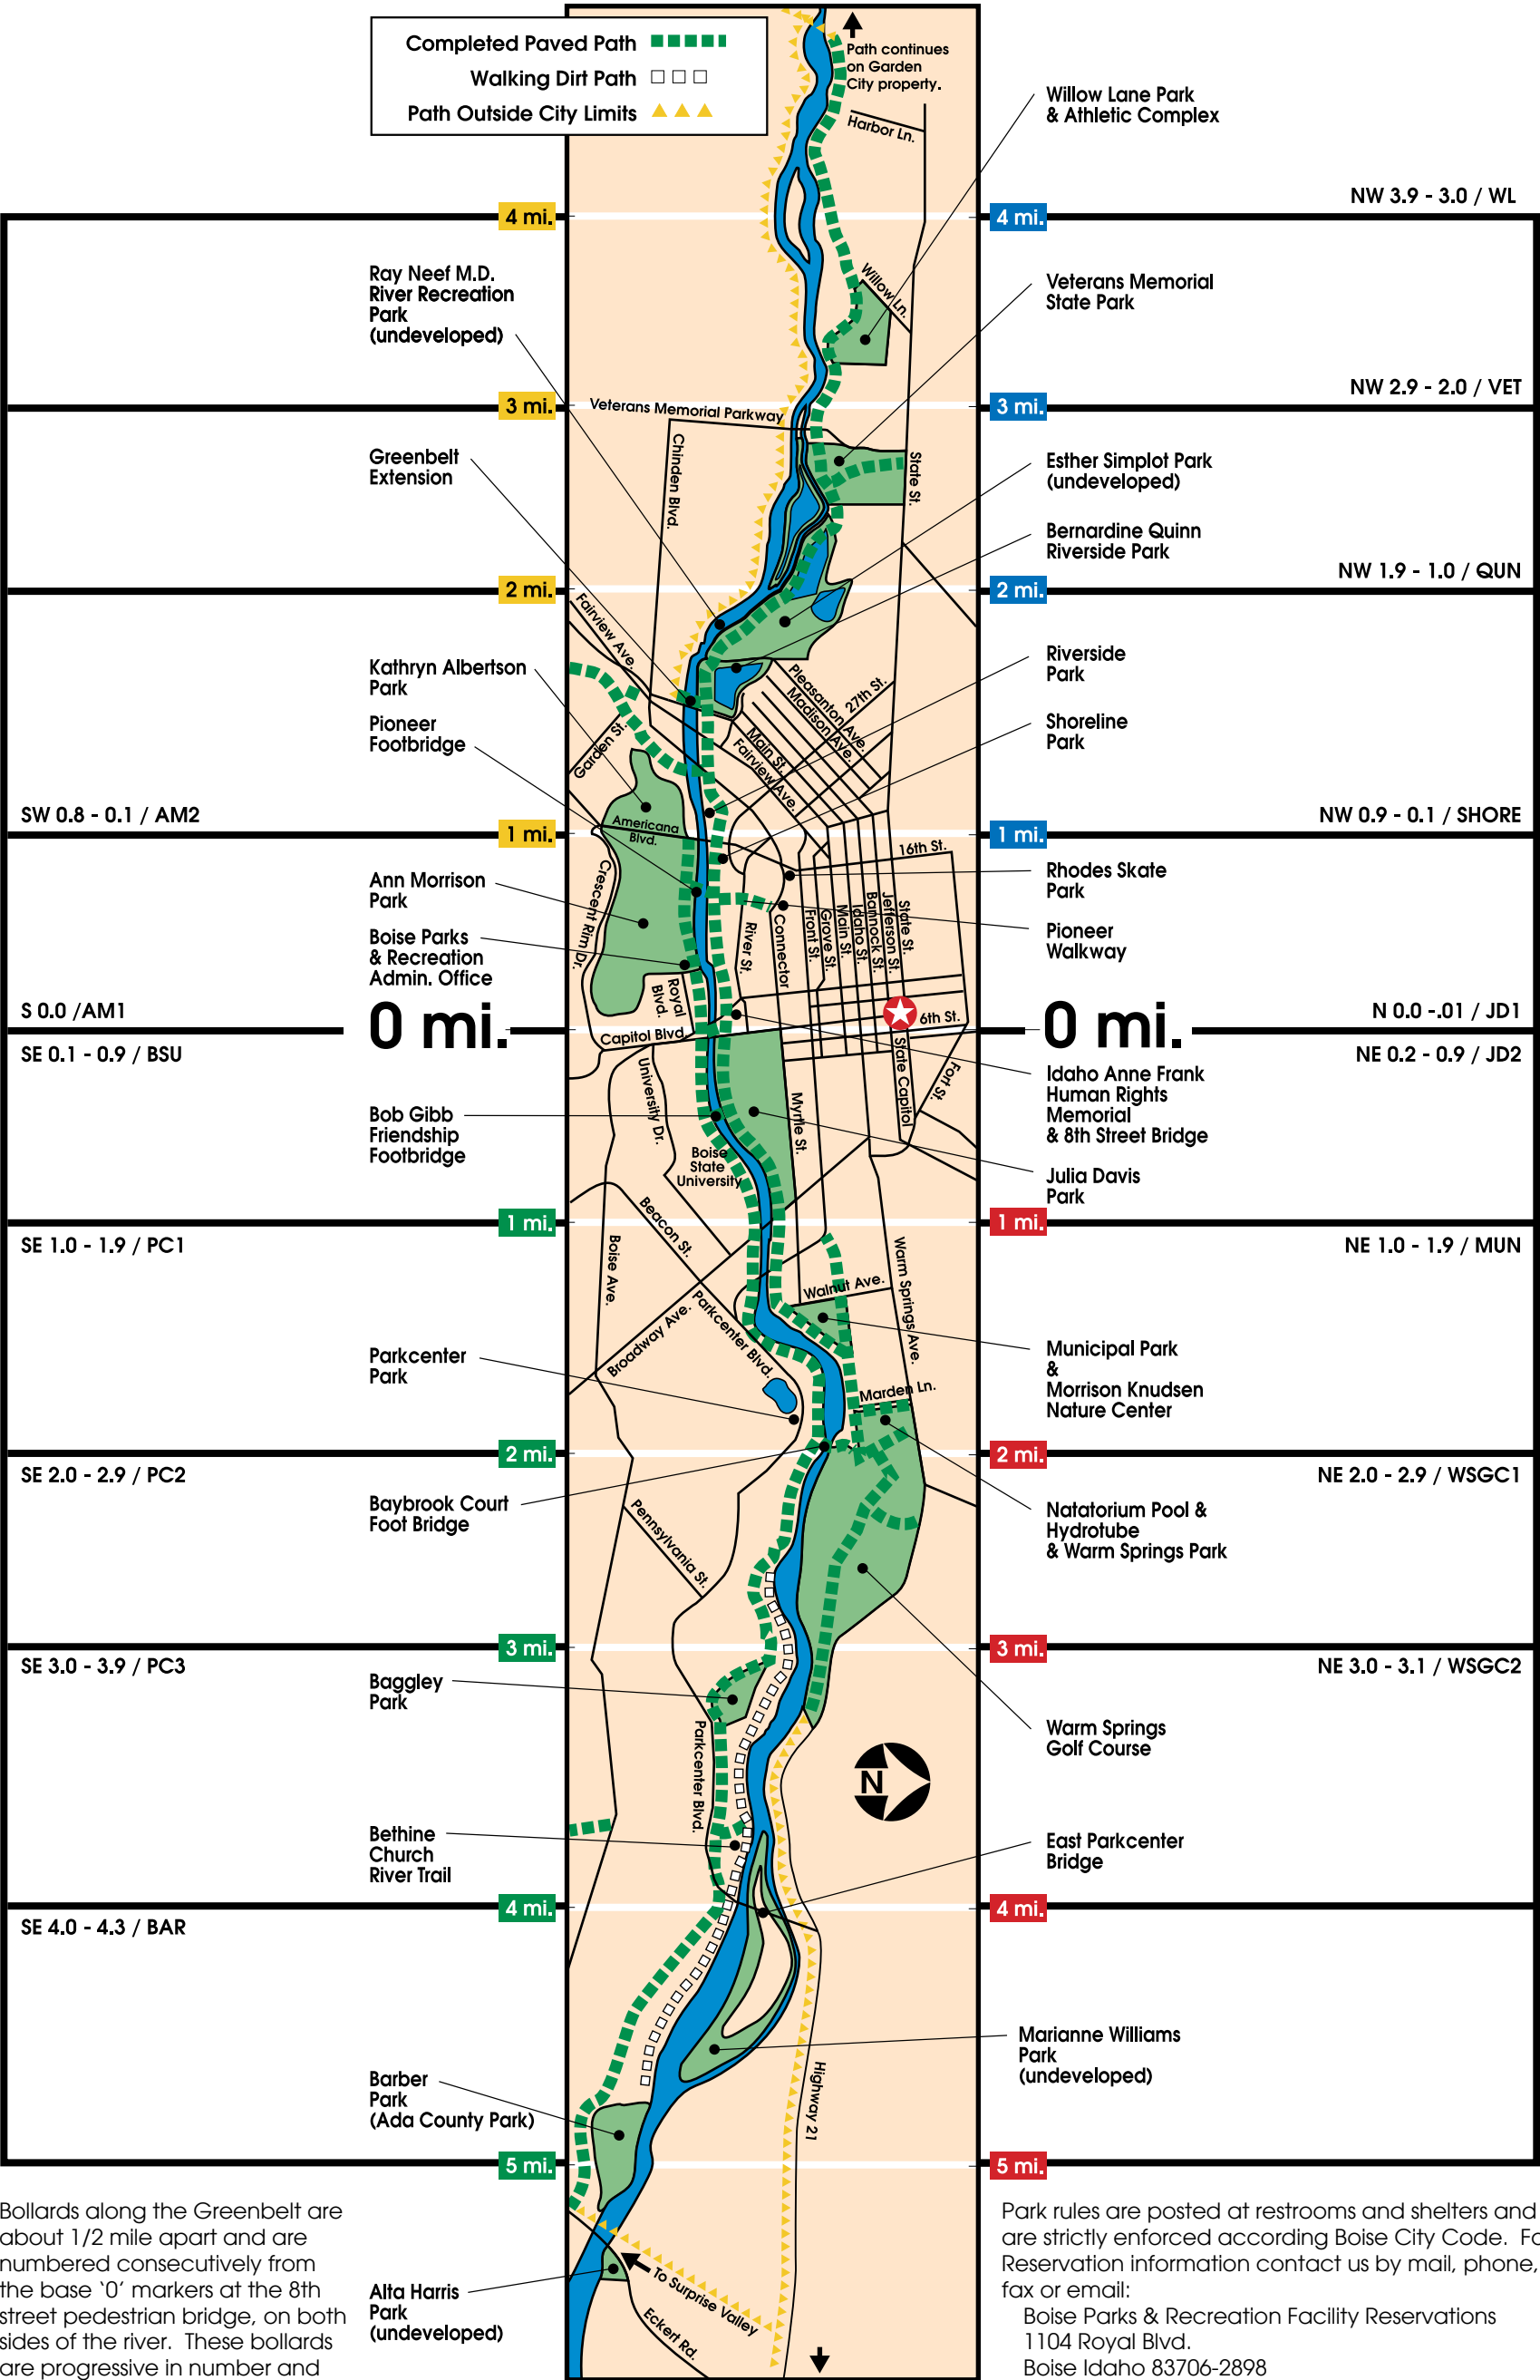 Completed Paved Path
Walking Dirt Path
Path Outside City Limits
Path continues
on Garden
City property.
Harbor Ln.
Willow Lane Park
& Athletic Complex
NW 3.9 - 3.0 / WL
4 mi.
4 mi.
Ray Neef M.D.
River Recreation
Park
(undeveloped)
Willow Ln.
Veterans Memorial
State Park
NW 2.9 - 2.0 / VET
3 mi.
3 mi.
Veterans Memorial Parkway
Chinden Blvd.
State St.
Greenbelt
Extension
Esther Simplot Park
(undeveloped)
Bernardine Quinn
Riverside Park
NW 1.9 - 1.0 / QUN
2 mi.
2 mi.
Fairview Ave.
Kathryn Albertson
Park
Riverside
Park
Pleasanton Ave.
Madison Ave.
27th St.
Pioneer
Footbridge
Garden St.
Main St.
Fairview Ave.
Shoreline
Park
SW 0.8 - 0.1 / AM2
NW 0.9 - 0.1 / SHORE
1 mi.
1 mi.
Americana
Blvd.
16th St.
Crescent Rim Dr.
Ann Morrison
Park
Rhodes Skate
Park
Boise Parks
& Recreation
Admin. Office
River St.
Connector
Front St.
Grove St.
Main St.
Idaho St.
Bannock St.
Jefferson St.
State St.
Pioneer
Walkway
Royal
Blvd.
S 0.0 /AM1
0 mi.
0 mi.
N 0.0 -.01 / JD1
6th St.
Capitol Blvd.
SE 0.1 - 0.9 / BSU
NE 0.2 - 0.9 / JD2
State Capitol
Fort St.
University Dr.
Myrtle St.
Idaho Anne Frank
Human Rights
Memorial
& 8th Street Bridge
Bob Gibb
Friendship
Footbridge
Boise
State
University
Julia Davis
Park
1 mi.
1 mi.
SE 1.0 - 1.9 / PC1
NE 1.0 - 1.9 / MUN
Beacon St.
Boise Ave.
Warm Springs Ave.
Walnut Ave.
Broadway Ave.
Parkcenter Blvd.
Parkcenter
Park
Municipal Park
&
Morrison Knudsen
Nature Center
Marden Ln.
2 mi.
2 mi.
SE 2.0 - 2.9 / PC2
NE 2.0 - 2.9 / WSGC1
Baybrook Court
Foot Bridge
Pennsylvania St.
Natatorium Pool &
Hydrotube
& Warm Springs Park
3 mi.
3 mi.
SE 3.0 - 3.9 / PC3
NE 3.0 - 3.1 / WSGC2
Baggley
Park
Parkcenter Blvd.
Warm Springs
Golf Course
N
Bethine
Church
River Trail
East Parkcenter
Bridge
4 mi.
4 mi.
SE 4.0 - 4.3 / BAR
Marianne Williams
Park
(undeveloped)
Highway 21
Barber
Park
(Ada County Park)
5 mi.
5 mi.
Bollards along the Greenbelt are
about 1/2 mile apart and are
numbered consecutively from
the base ‘0’ markers at the 8th
street pedestrian bridge, on both
sides of the river. These bollards
are progressive in number and
Alta Harris
Park
(undeveloped)
To Surprise Valley
Eckert Rd.
Park rules are posted at restrooms and shelters and
are strictly enforced according Boise City Code. Fo
Reservation information contact us by mail, phone,
fax or email:
Boise Parks & Recreation Facility Reservations
1104 Royal Blvd.
Boise Idaho 83706-2898